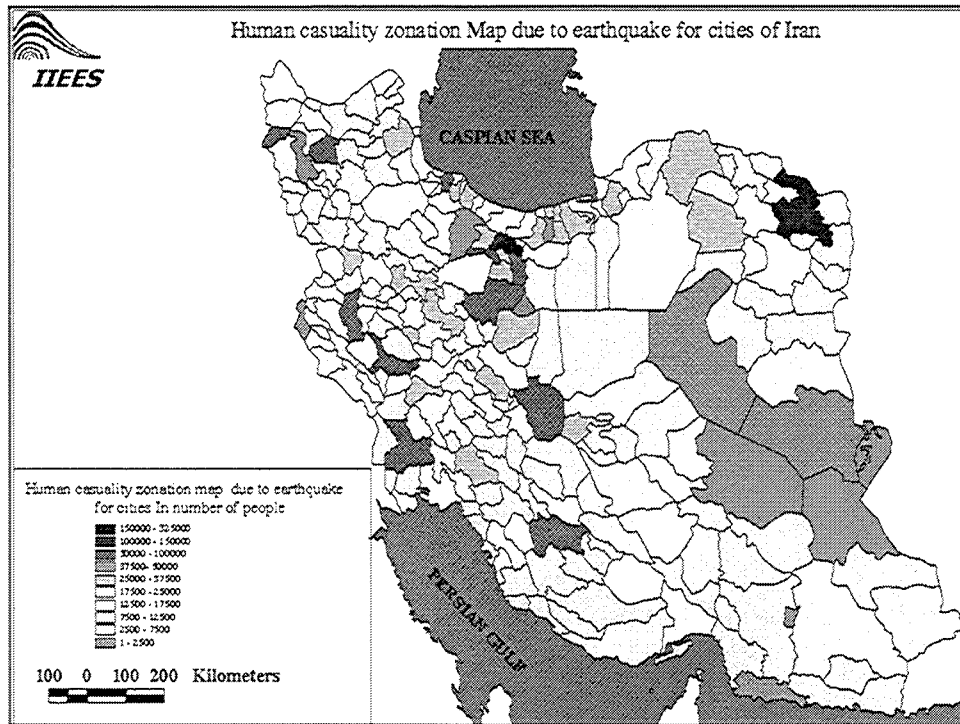 Human casuality zonation Map due to earthquake for cities of Iran
IIEES
CASPIAN SEA
PERSIAN GULF
Human casuality zonation map due to earthquake
for cities In number of people
150000 - 325000
100000 - 150000
50000 - 100000
37500 - 50000
25000 - 37500
17500 - 25000
12500 - 17500
7500 - 12500
2500 - 7500
1 - 2500
100 0 100 200 Kilometers